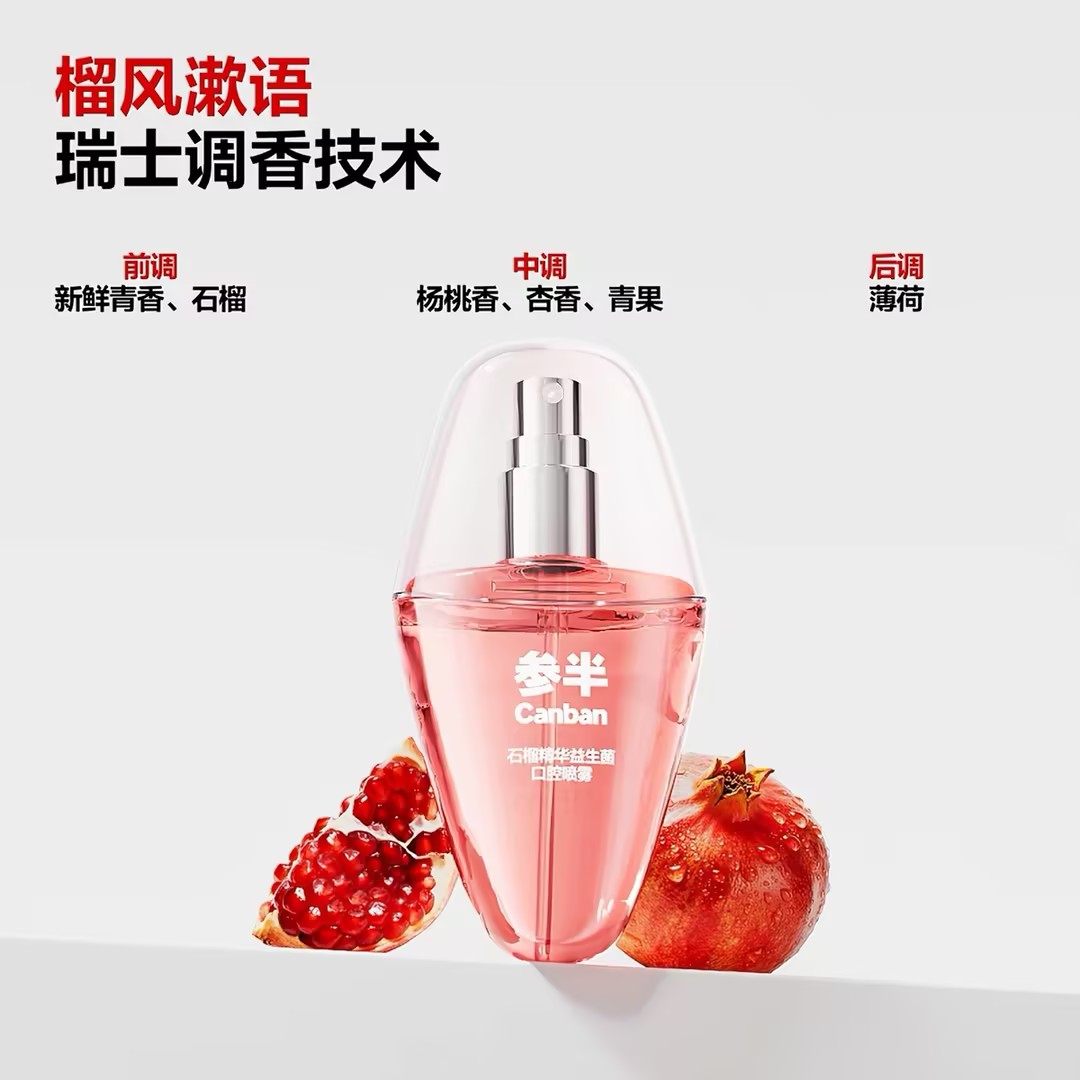 榴风漱语
瑞士调香技术
前调
新鲜青香、石榴
中调
杨桃香、杏香、青果
后调
薄荷
参半
Canban
石榴精华益生菌
口腔喷雾